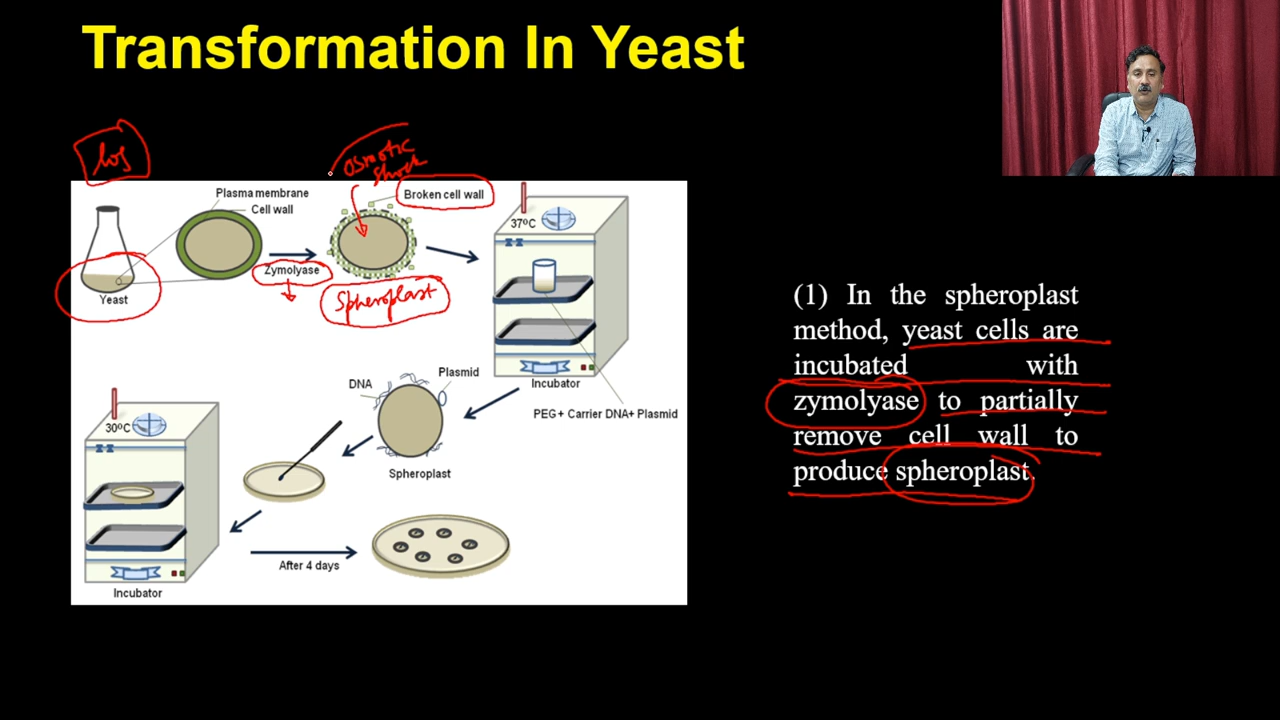 Transformation In Yeast
log
Osmotic
shock
Plasma membrane
Cell wall
Broken cell wall
37ºC
Zymolyase
Yeast
Spheroplast
Incubator
PEG+ Carrier DNA+ Plasmid
DNA
Plasmid
Spheroplast
30ºC
After 4 days
Incubator
(1) In the spheroplast
method, yeast cells are
incubated with
zymolyase to partially
remove cell wall to
produce spheroplast.